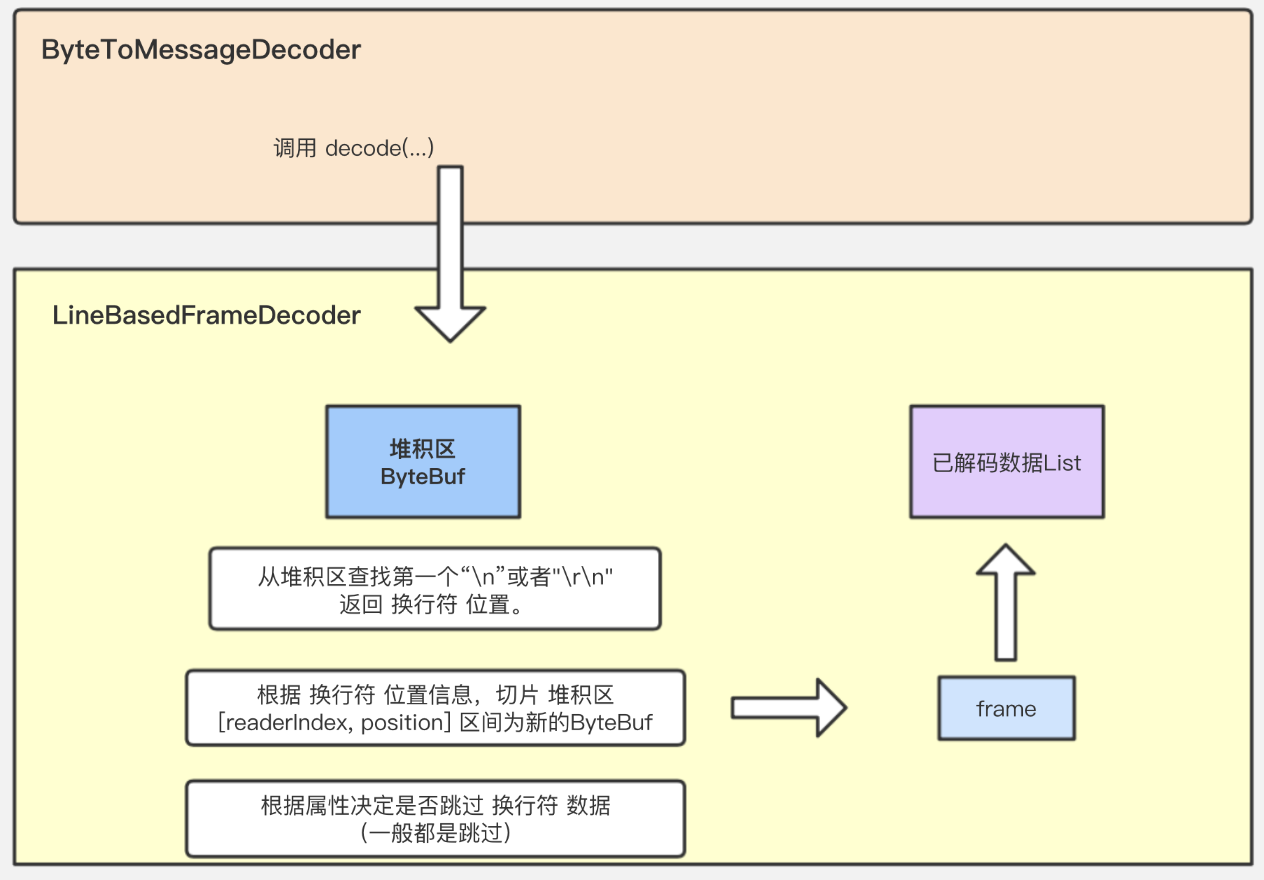 ByteToMessageDecoder
调用 decode(...)
LineBasedFrameDecoder
堆积区
ByteBuf
已解码数据List
从堆积区查找第一个“\n”或者"\r\n"
返回 换行符 位置。
根据 换行符 位置信息，切片 堆积区
[readerIndex, position] 区间为新的ByteBuf
frame
根据属性决定是否跳过 换行符 数据
(一般都是跳过)